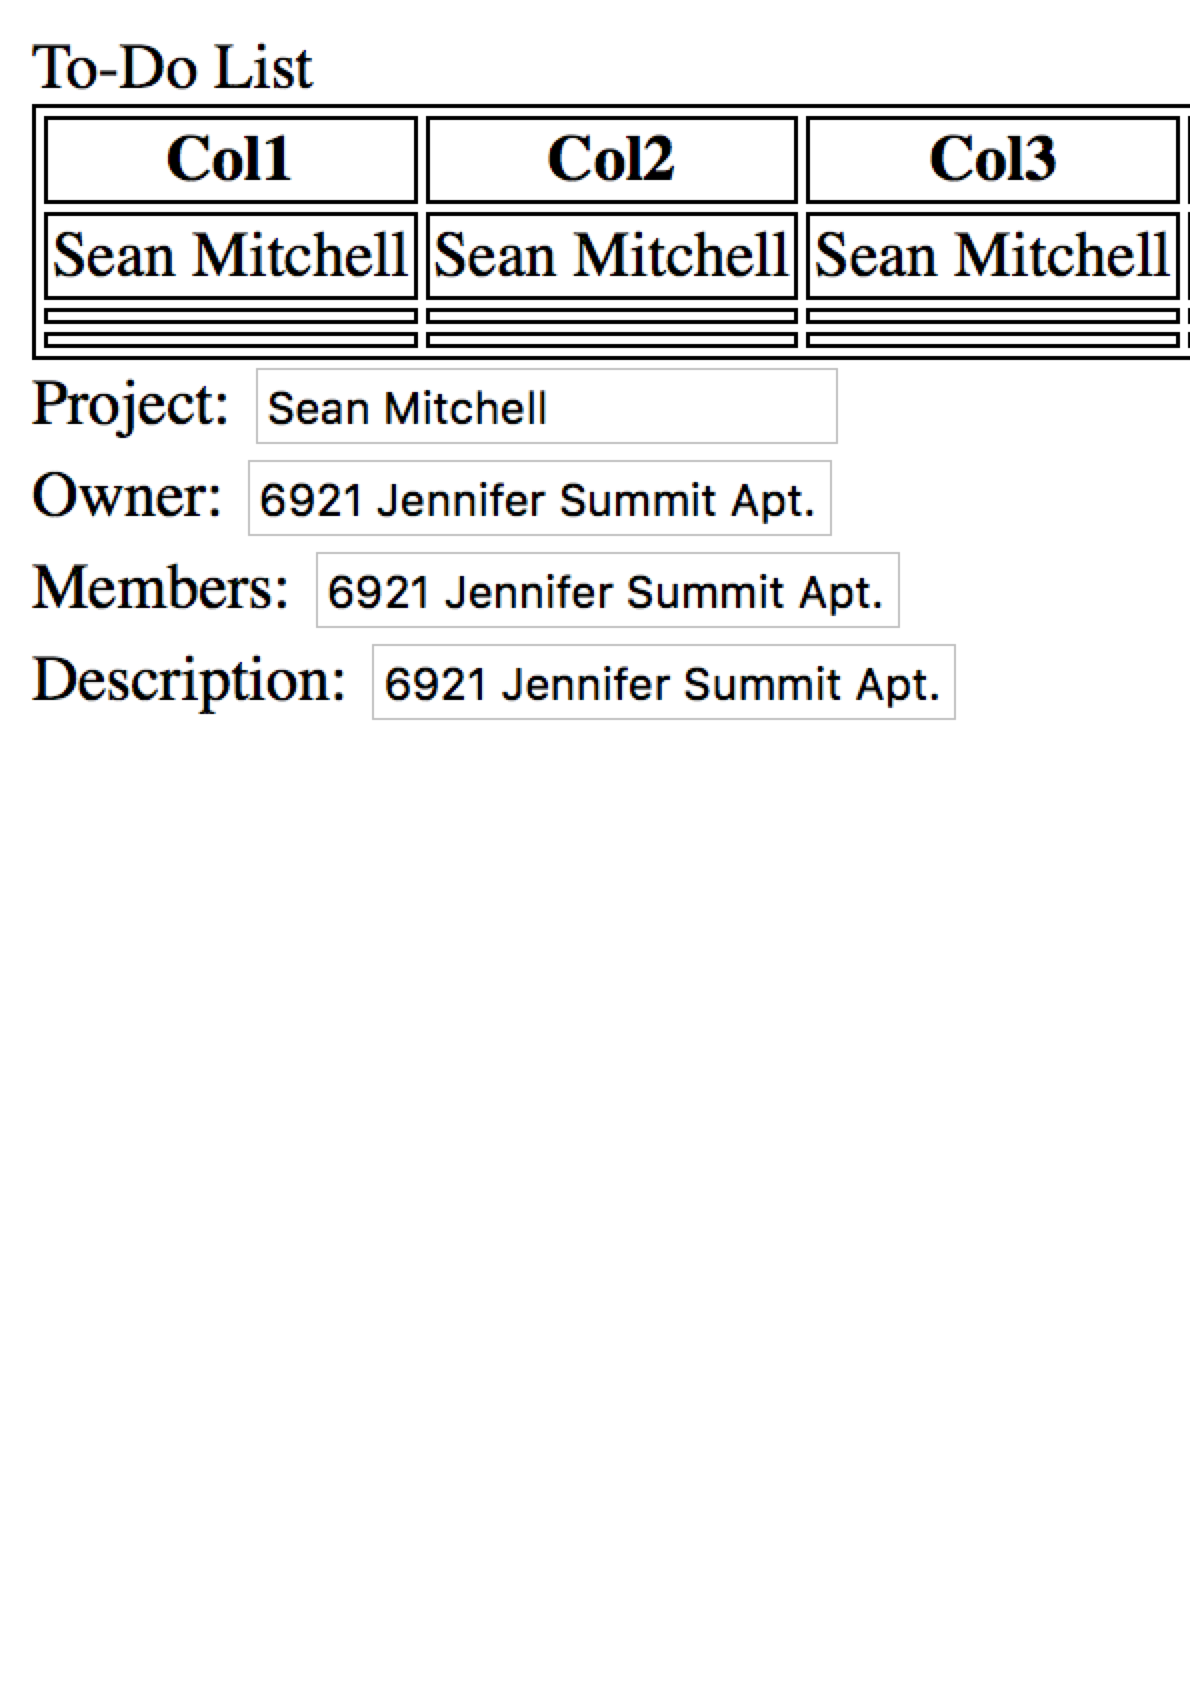 To-Do List
Col1 Col2 Col3
Sean Mitchell Sean Mitchell Sean Mitchell
Project: Sean Mitchell
Owner: 6921 Jennifer Summit Apt.
Members: 6921 Jennifer Summit Apt.
Description: 6921 Jennifer Summit Apt.